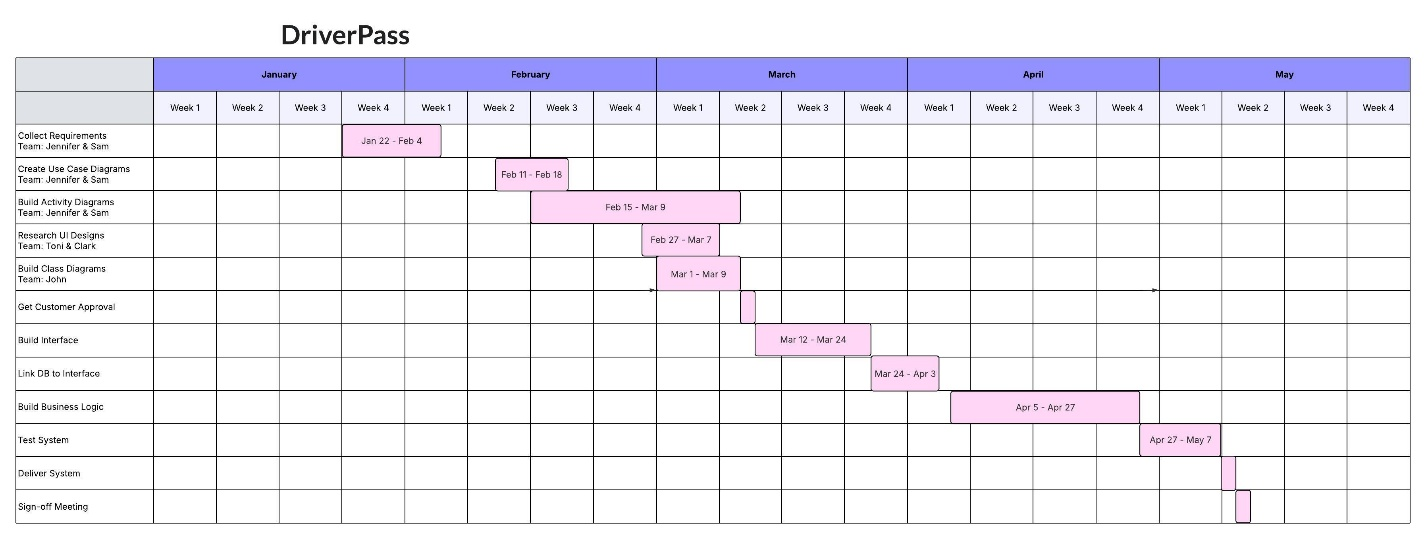 DriverPass
January February March April May
Week 1 Week 2 Week 3 Week 4 Week 1 Week 2 Week 3 Week 4 Week 1 Week 2 Week 3 Week 4 Week 1 Week 2 Week 3 Week 4 Week 1 Week 2 Week 3 Week 4
Collect Requirements
Team: Jennifer & Sam
Jan 22 - Feb 4
Create Use Case Diagrams
Team: Jennifer & Sam
Feb 11 - Feb 18
Build Activity Diagrams
Team: Jennifer & Sam
Feb 15 - Mar 9
Research UI Designs
Team: Toni & Clark
Feb 27 - Mar 7
Build Class Diagrams
Team: John
Mar 1 - Mar 9
Get Customer Approval
Build Interface
Mar 12 - Mar 24
Link DB to Interface
Mar 24 - Apr 3
Build Business Logic
Apr 5 - Apr 27
Test System
Apr 27 - May 7
Deliver System
Sign-off Meeting